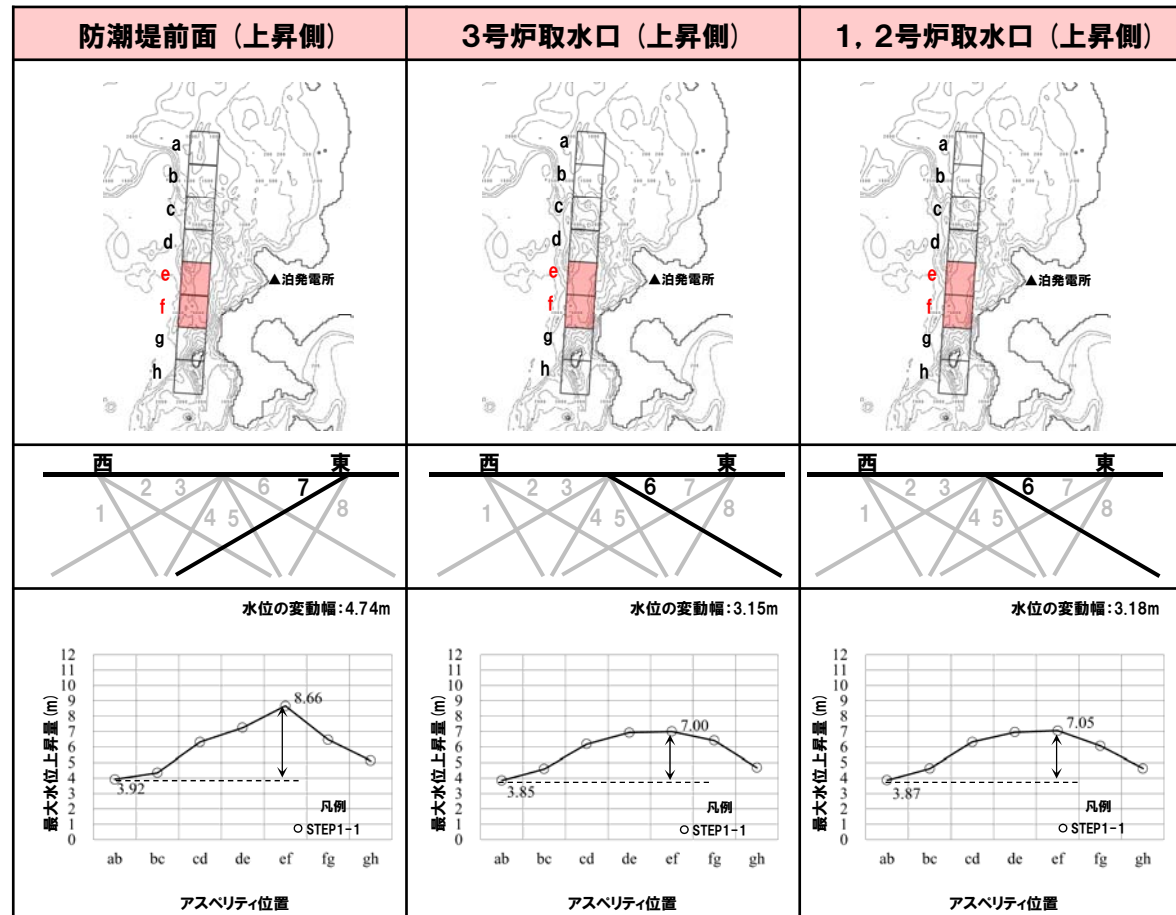 防潮堤前面（上昇側）
3号炉取水口（上昇側）
1，2号炉取水口（上昇側）
a
b
c
d
e
f
g
h
▲泊発電所
a
b
c
d
e
f
g
h
▲泊発電所
a
b
c
d
e
f
g
h
▲泊発電所
西 東
1 2 3 4 5 6 7 8
西 東
1 2 3 4 5 6 7 8
西 東
1 2 3 4 5 6 7 8
水位の変動幅：4.74m
最大水位上昇量（m）
12
11
10
9
8
7
6
5
4
3
2
1
0
8.66
3.92
凡例
○ STEP1-1
ab bc cd de ef fg gh
アスペリティ位置
水位の変動幅：3.15m
最大水位上昇量（m）
12
11
10
9
8
7
6
5
4
3
2
1
0
7.00
3.85
凡例
○ STEP1-1
ab bc cd de ef fg gh
アスペリティ位置
水位の変動幅：3.18m
最大水位上昇量（m）
12
11
10
9
8
7
6
5
4
3
2
1
0
7.05
3.87
凡例
○ STEP1-1
ab bc cd de ef fg gh
アスペリティ位置